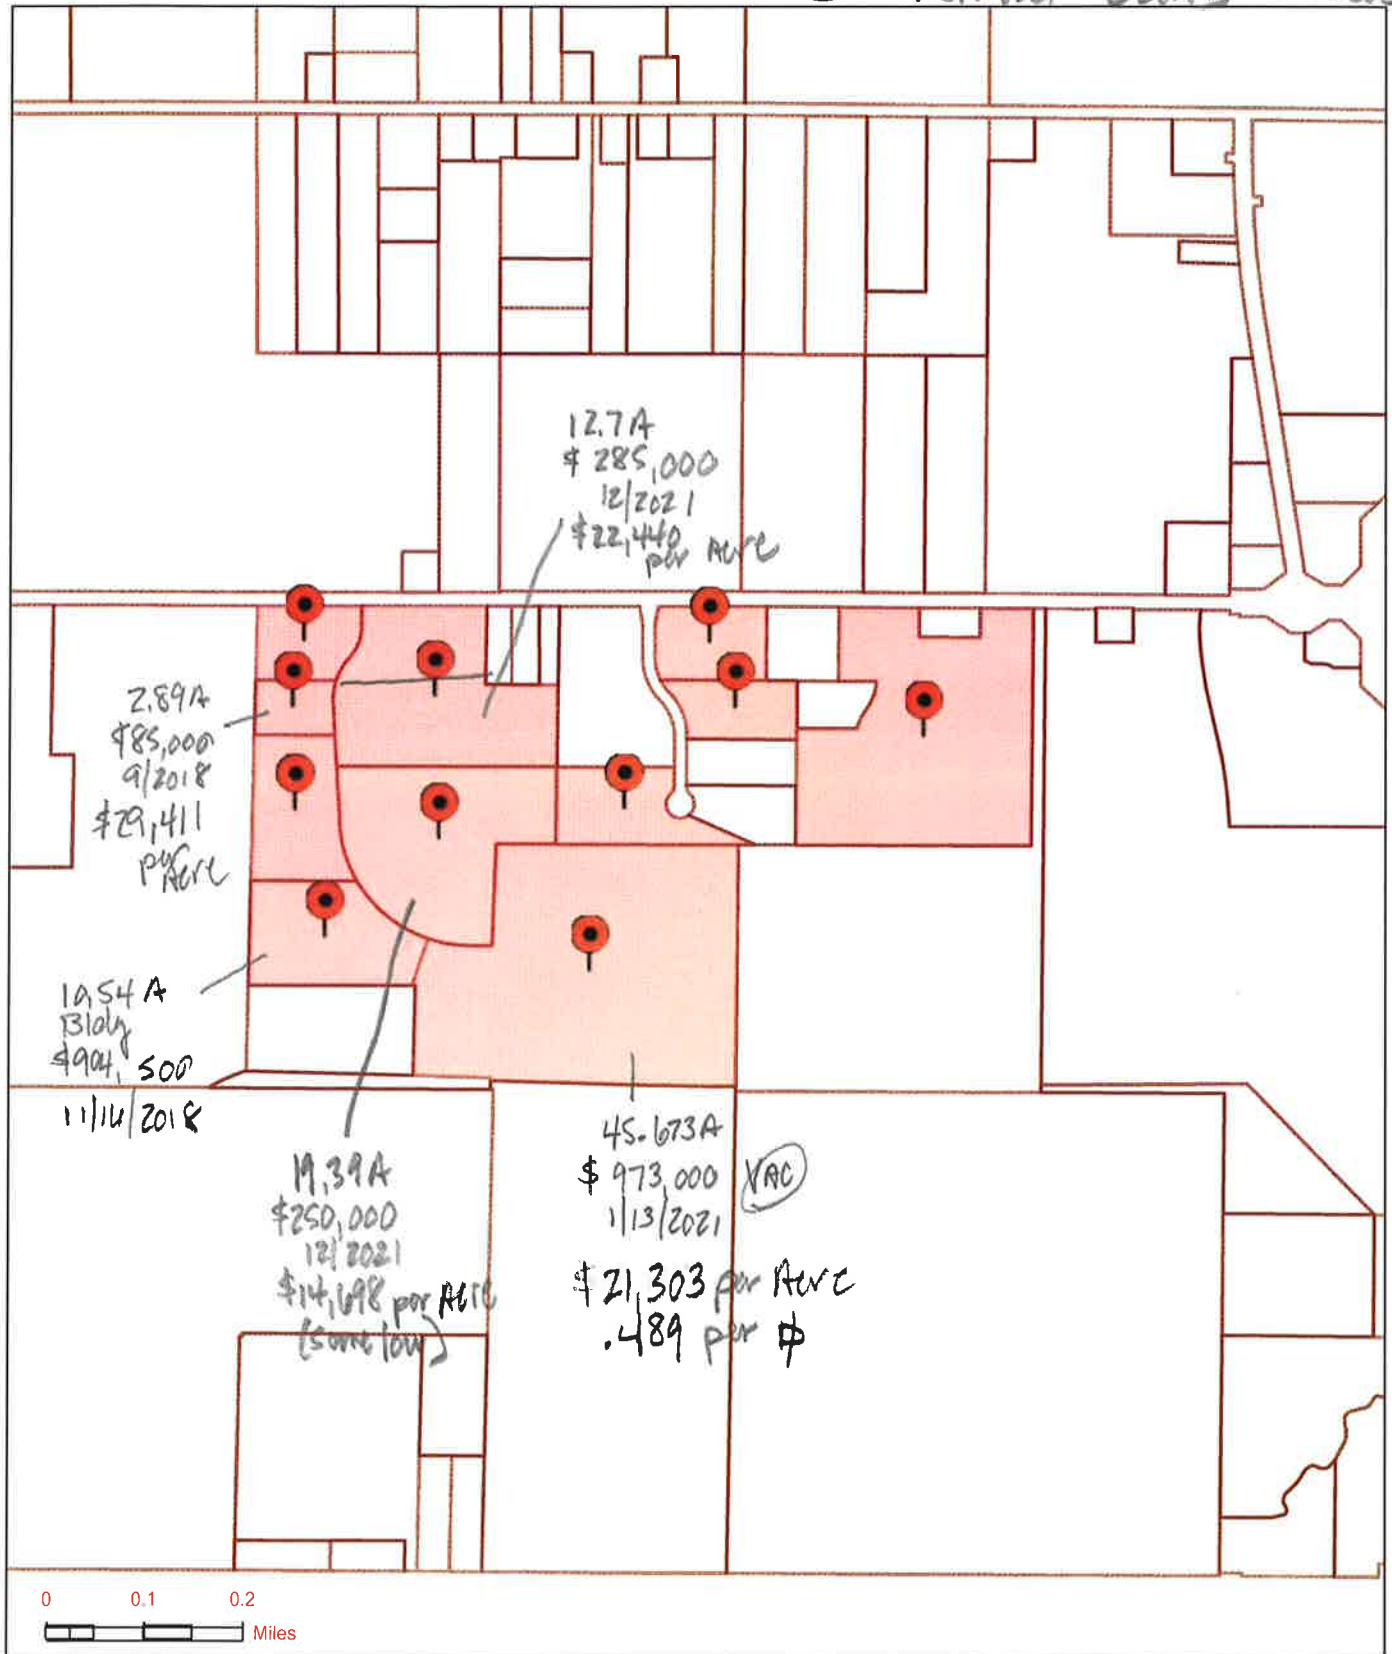 12.7A
$285,000
12/2021
$22,440
per Acre
2.89A
$85,000
9/2018
$29,411
per
Acre
10.54 A
Bldg
$904,500
11/14/2018
19.39A
$250,000
12/2021
$14,698 per Acre
45.673A
$973,000 VAC
1/13/2021
$21,303 per Acre
.489 per
0 0.1 0.2
Miles